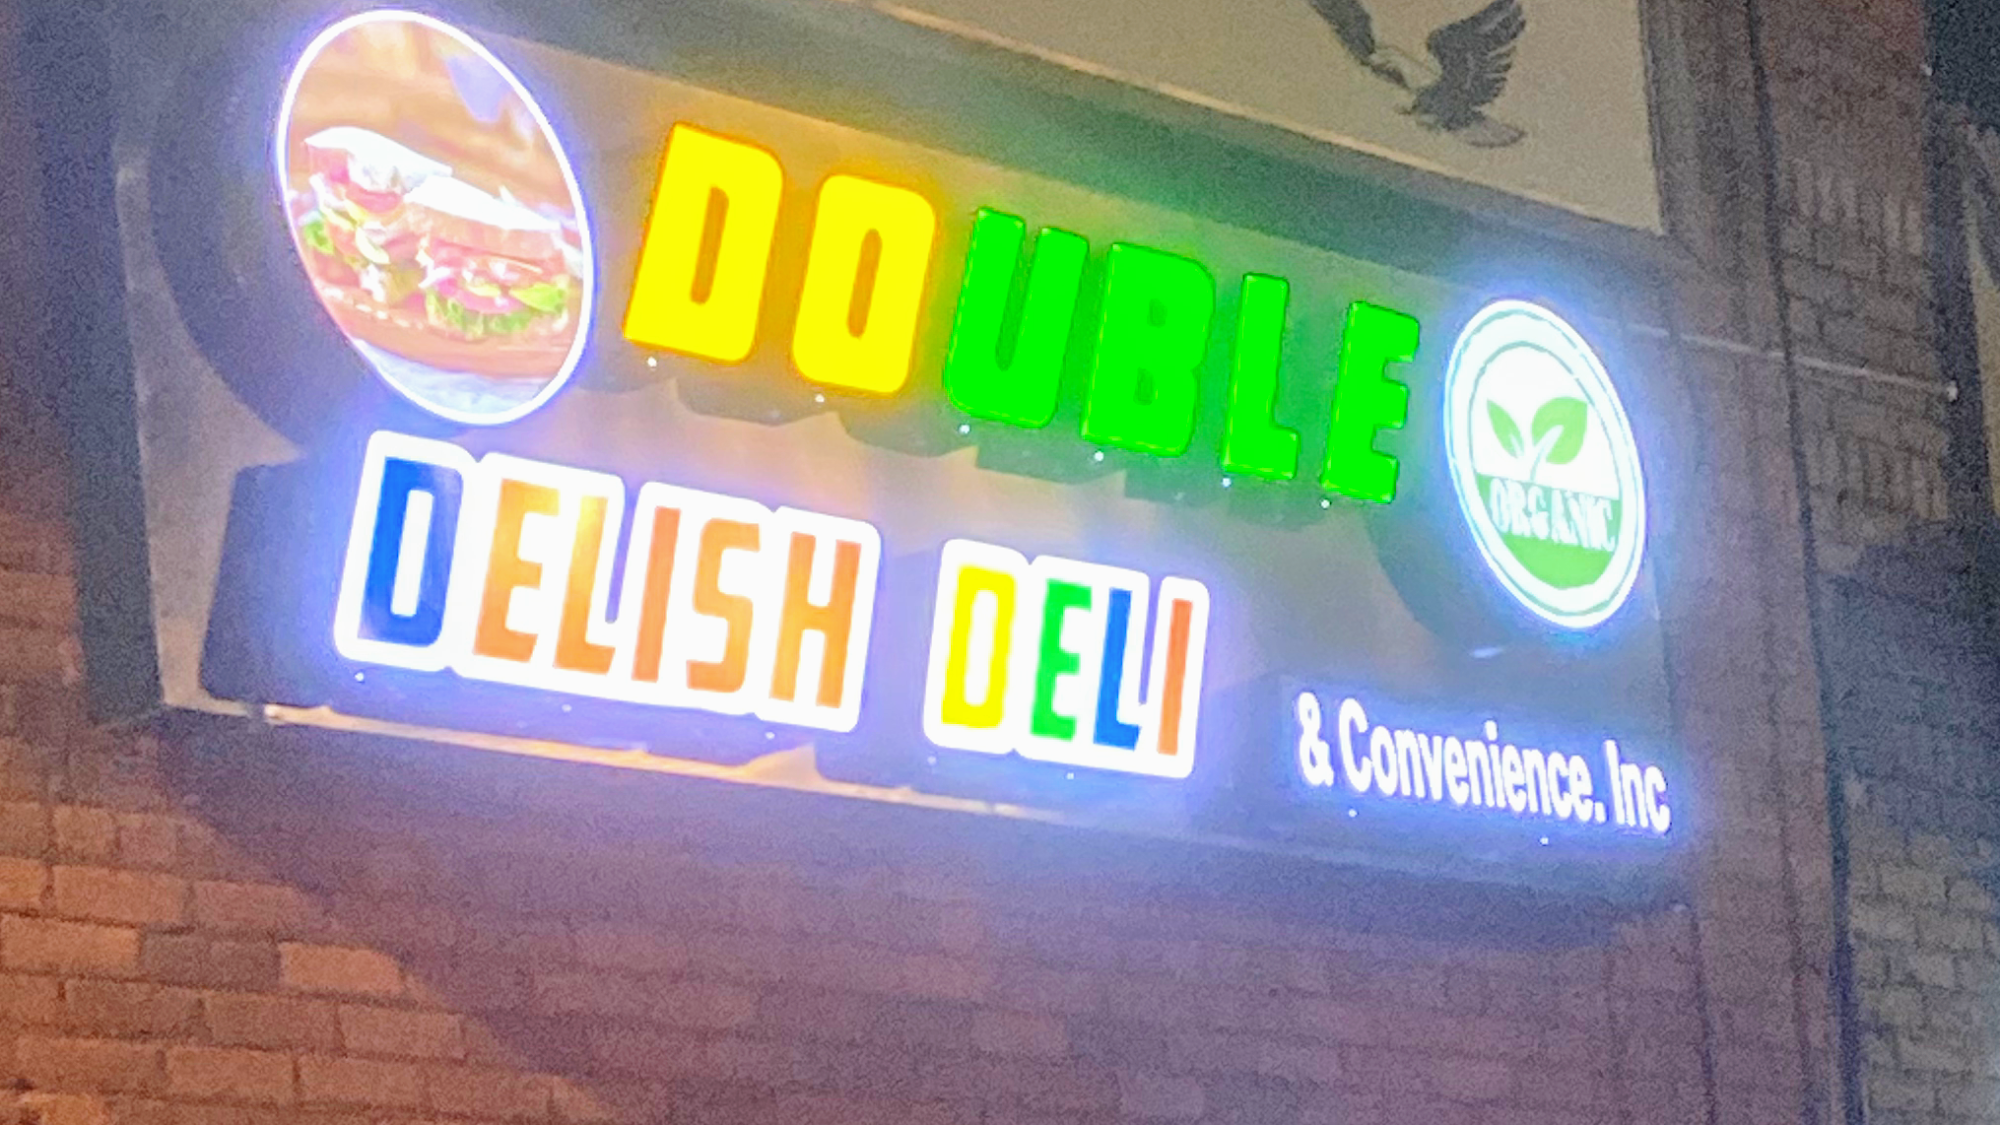 DOUBLE
ORGANIC
DELISH DELI
& Convenience. Inc